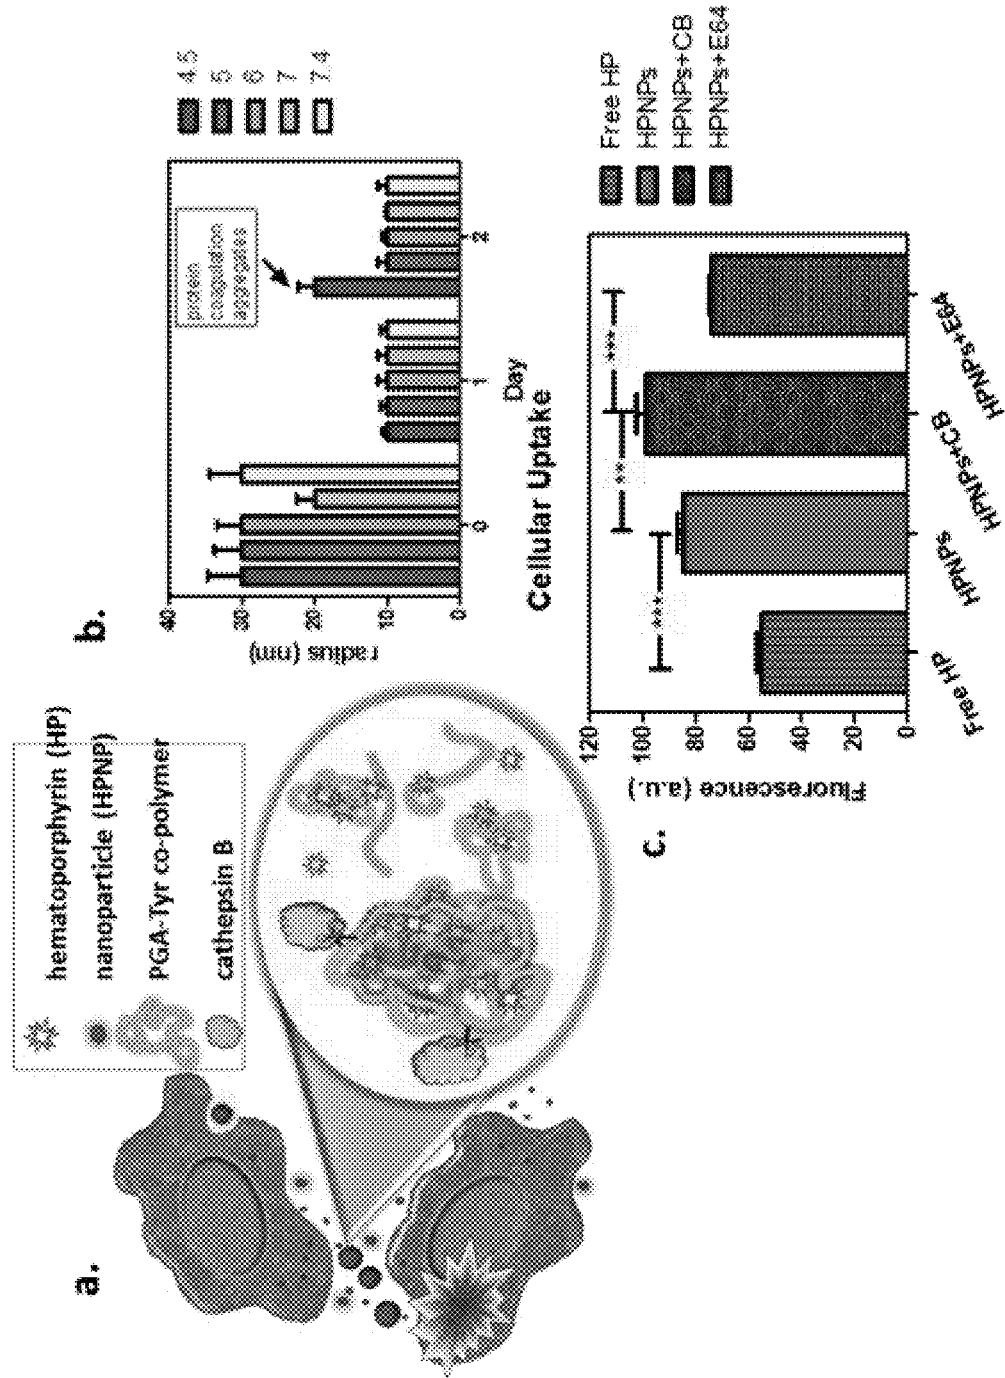 a.
hematoporphyrin (HP)
nanoparticle (HPNP)
PGA-Tyr co-polymer
cathepsin B
b.
radius (nm)
40
30
20
10
0
0
1
2
Day
protein
coagulation
aggregates
4.5
5
6
7
7.4
c.
Cellular Uptake
Fluorescence (a.u.)
120
100
80
60
40
20
0
***
**
***
Free HP
HPNPs
HPNPs+CB
HPNPs+E64
Free HP
HPNPs
HPNPs+CB
HPNPs+E64